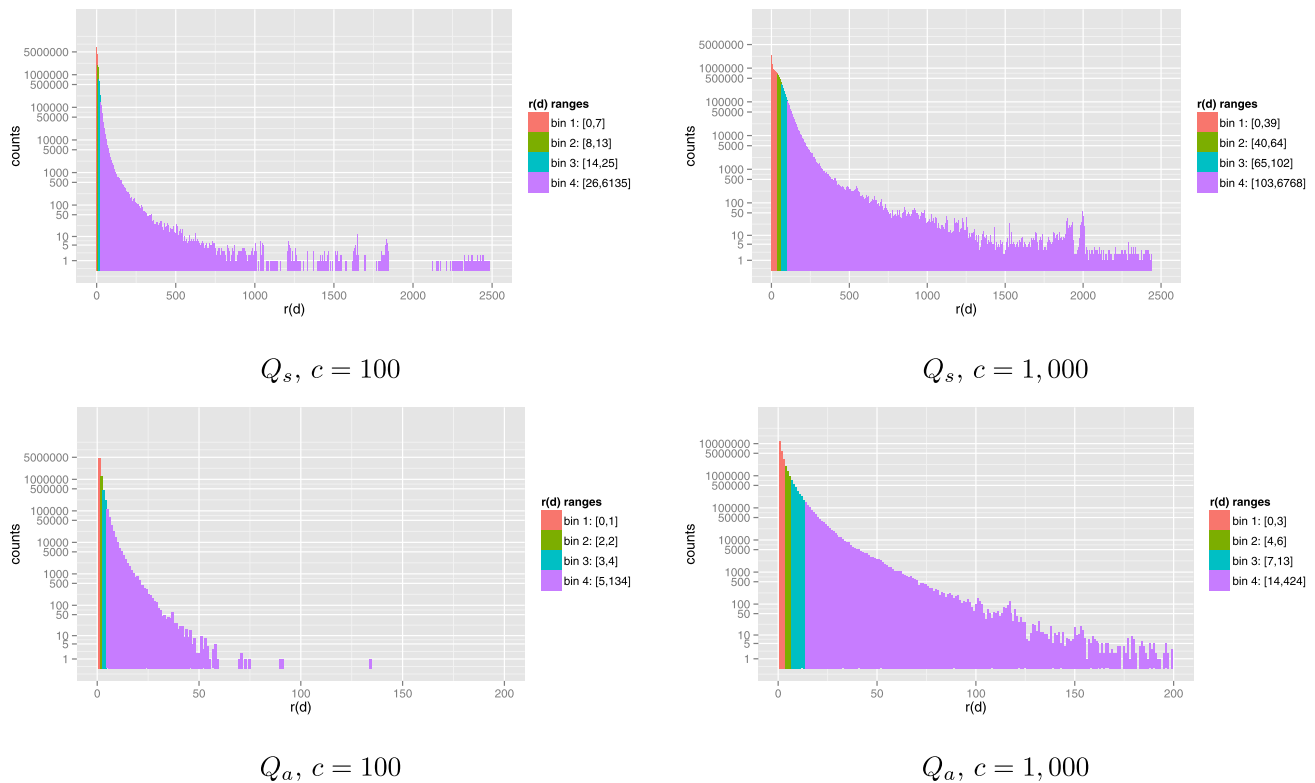 5000000
1000000
500000
100000
50000
10000
5000
1000
500
100
50
10
5
1
counts
0
500
1000
1500
2000
2500
r(d)
r(d) ranges
bin 1: [0,7]
bin 2: [8,13]
bin 3: [14,25]
bin 4: [26,6135]
Q_s, c = 100
5000000
1000000
500000
100000
50000
10000
5000
1000
500
100
50
10
5
1
counts
0
500
1000
1500
2000
2500
r(d)
r(d) ranges
bin 1: [0,39]
bin 2: [40,64]
bin 3: [65,102]
bin 4: [103,6768]
Q_s, c = 1,000
5000000
1000000
500000
100000
50000
10000
5000
1000
500
100
50
10
5
1
counts
0
50
100
150
200
r(d)
r(d) ranges
bin 1: [0,1]
bin 2: [2,2]
bin 3: [3,4]
bin 4: [5,134]
Q_a, c = 100
10000000
5000000
1000000
500000
100000
50000
10000
5000
1000
500
100
50
10
5
1
counts
0
50
100
150
200
r(d)
r(d) ranges
bin 1: [0,3]
bin 2: [4,6]
bin 3: [7,13]
bin 4: [14,424]
Q_a, c = 1,000